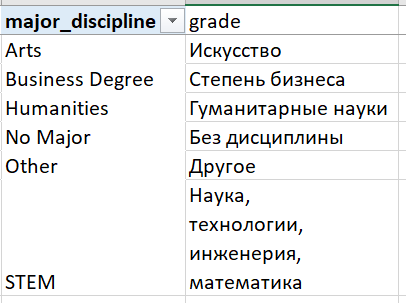 major_discipline grade
Arts Искусство
Business Degree Степень бизнеса
Humanities Гуманитарные науки
No Major Без дисциплины
Other Другое
Наука,
технологии,
инженерия,
STEM математика